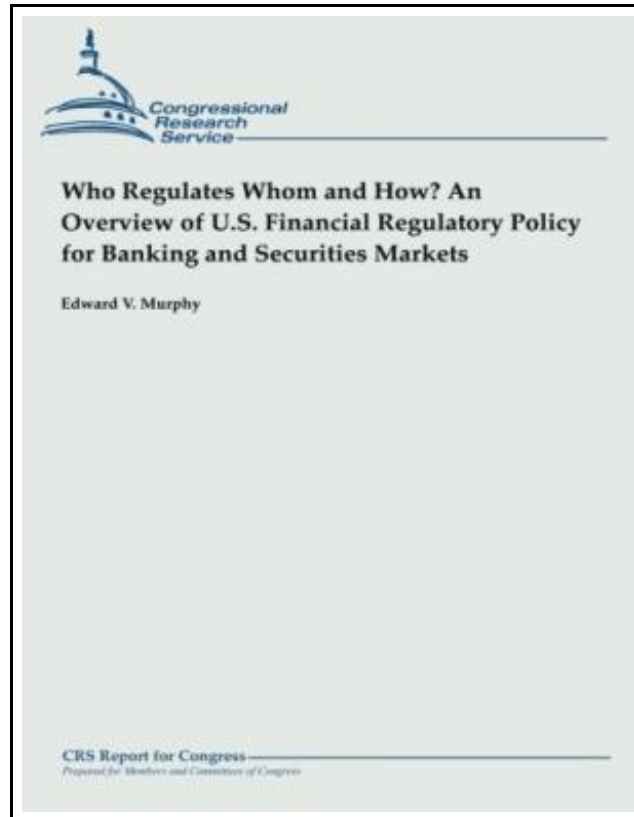 Congressional
Research
Service
Who Regulates Whom and How? An
Overview of U.S. Financial Regulatory Policy
for Banking and Securities Markets
Edward V. Murphy
CRS Report for Congress
Prepared for Members and Committees of Congress